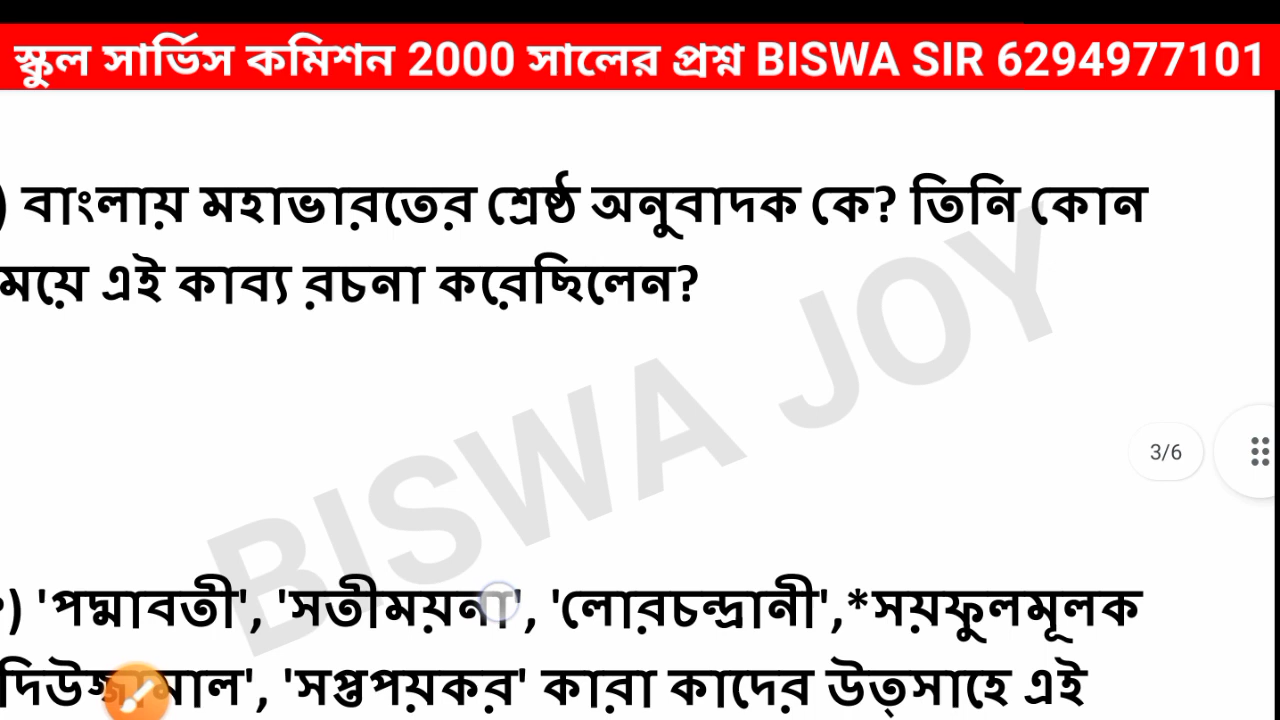 স্কুল সার্ভিস কমিশন 2000 সালের প্রশ্ন BISWA SIR 6294977101
) বাংলায় মহাভারতের শ্রেষ্ঠ অনুবাদক কে? তিনি কোন
ময়ে এই কাব্য রচনা করেছিলেন?
BISWA JOY
3/6
) 'পদ্মাবতী', 'সতীময়না', 'লোরচন্দ্রানী',*সয়ফুলমূলক
'সপ্তপয়কর' কারা কাদের উত্সাহে এই